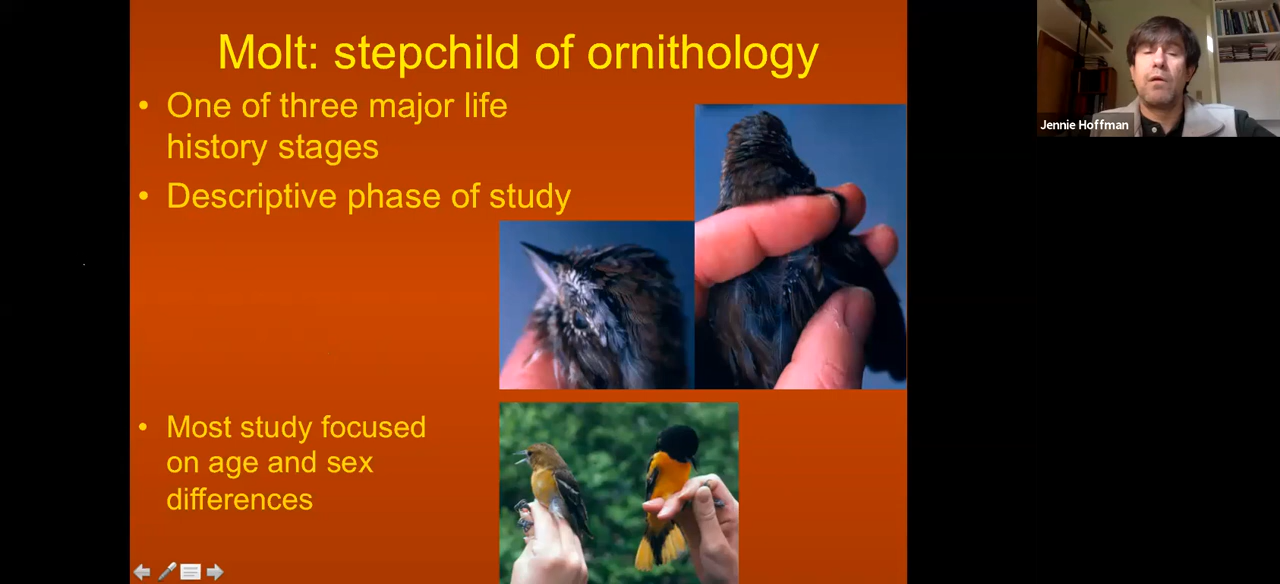 Molt: stepchild of ornithology
• One of three major life
history stages
• Descriptive phase of study
• Most study focused
on age and sex
differences
Jennie Hoffman